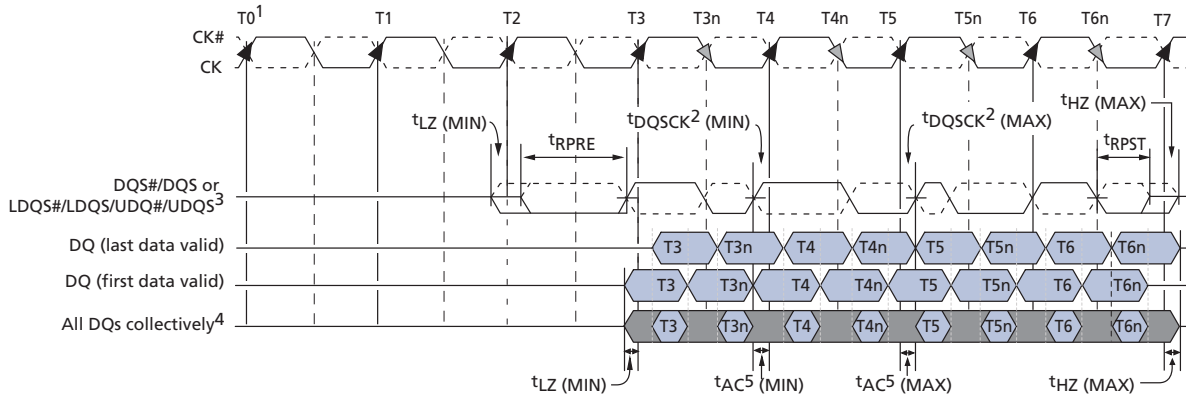 T0¹ T1 T2 T3 T3n T4 T4n T5 T5n T6 T6n T7
CK#
CK
tHZ (MAX)
tLZ (MIN)
tDQSCK² (MIN)
tDQSCK² (MAX)
tRPRE
tRPST
DQS#/DQS or
LDQS#/LDQS/UDQ#/UDQS³
DQ (last data valid) T3 T3n T4 T4n T5 T5n T6 T6n
DQ (first data valid) T3 T3n T4 T4n T5 T5n T6 T6n
All DQs collectively⁴ T3 T3n T4 T4n T5 T5n T6 T6n
tLZ (MIN) tAC⁵ (MIN) tAC⁵ (MAX) tHZ (MAX)